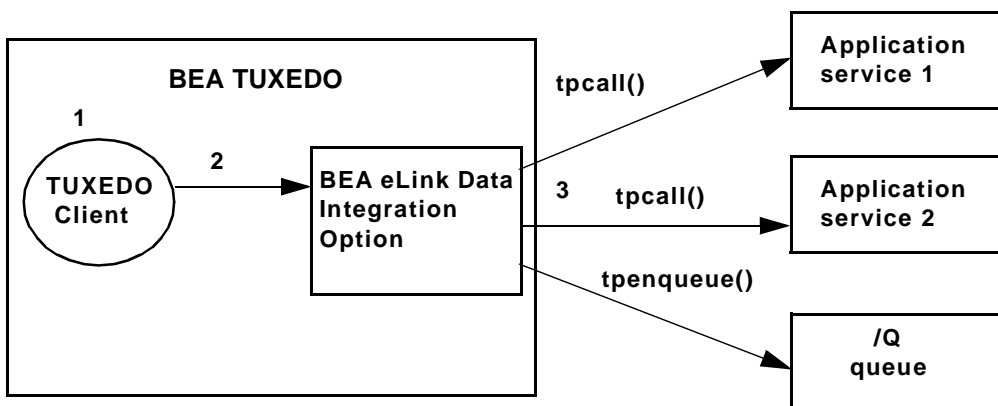 BEA TUXEDO
1
TUXEDO
Client
2
BEA eLink Data
Integration
Option
3
tpcall()
tpcall()
tpenqueue()
Application
service 1
Application
service 2
/Q
queue